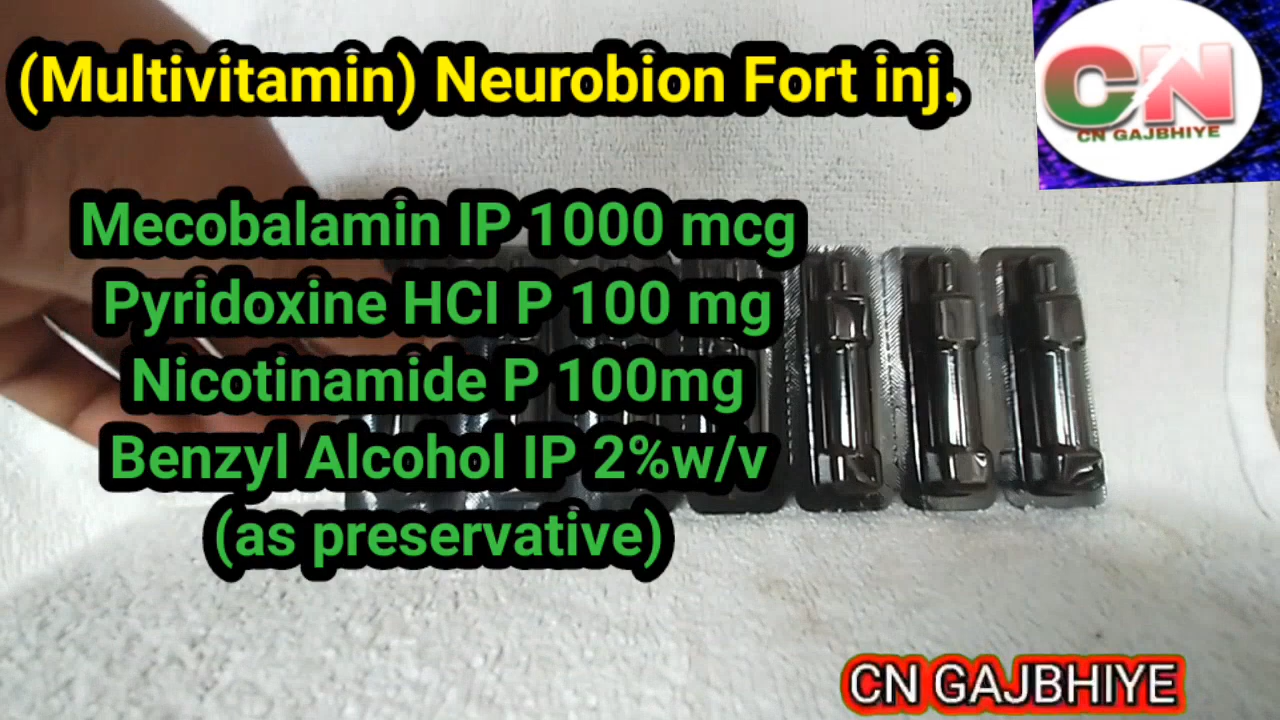 (Multivitamin) Neurobion Fort inj.
CN
CN GAJBHIYE
Mecobalamin IP 1000 mcg
Pyridoxine HCI P 100 mg
Nicotinamide P 100mg
Benzyl Alcohol IP 2%w/v
(as preservative)
CN GAJBHIYE